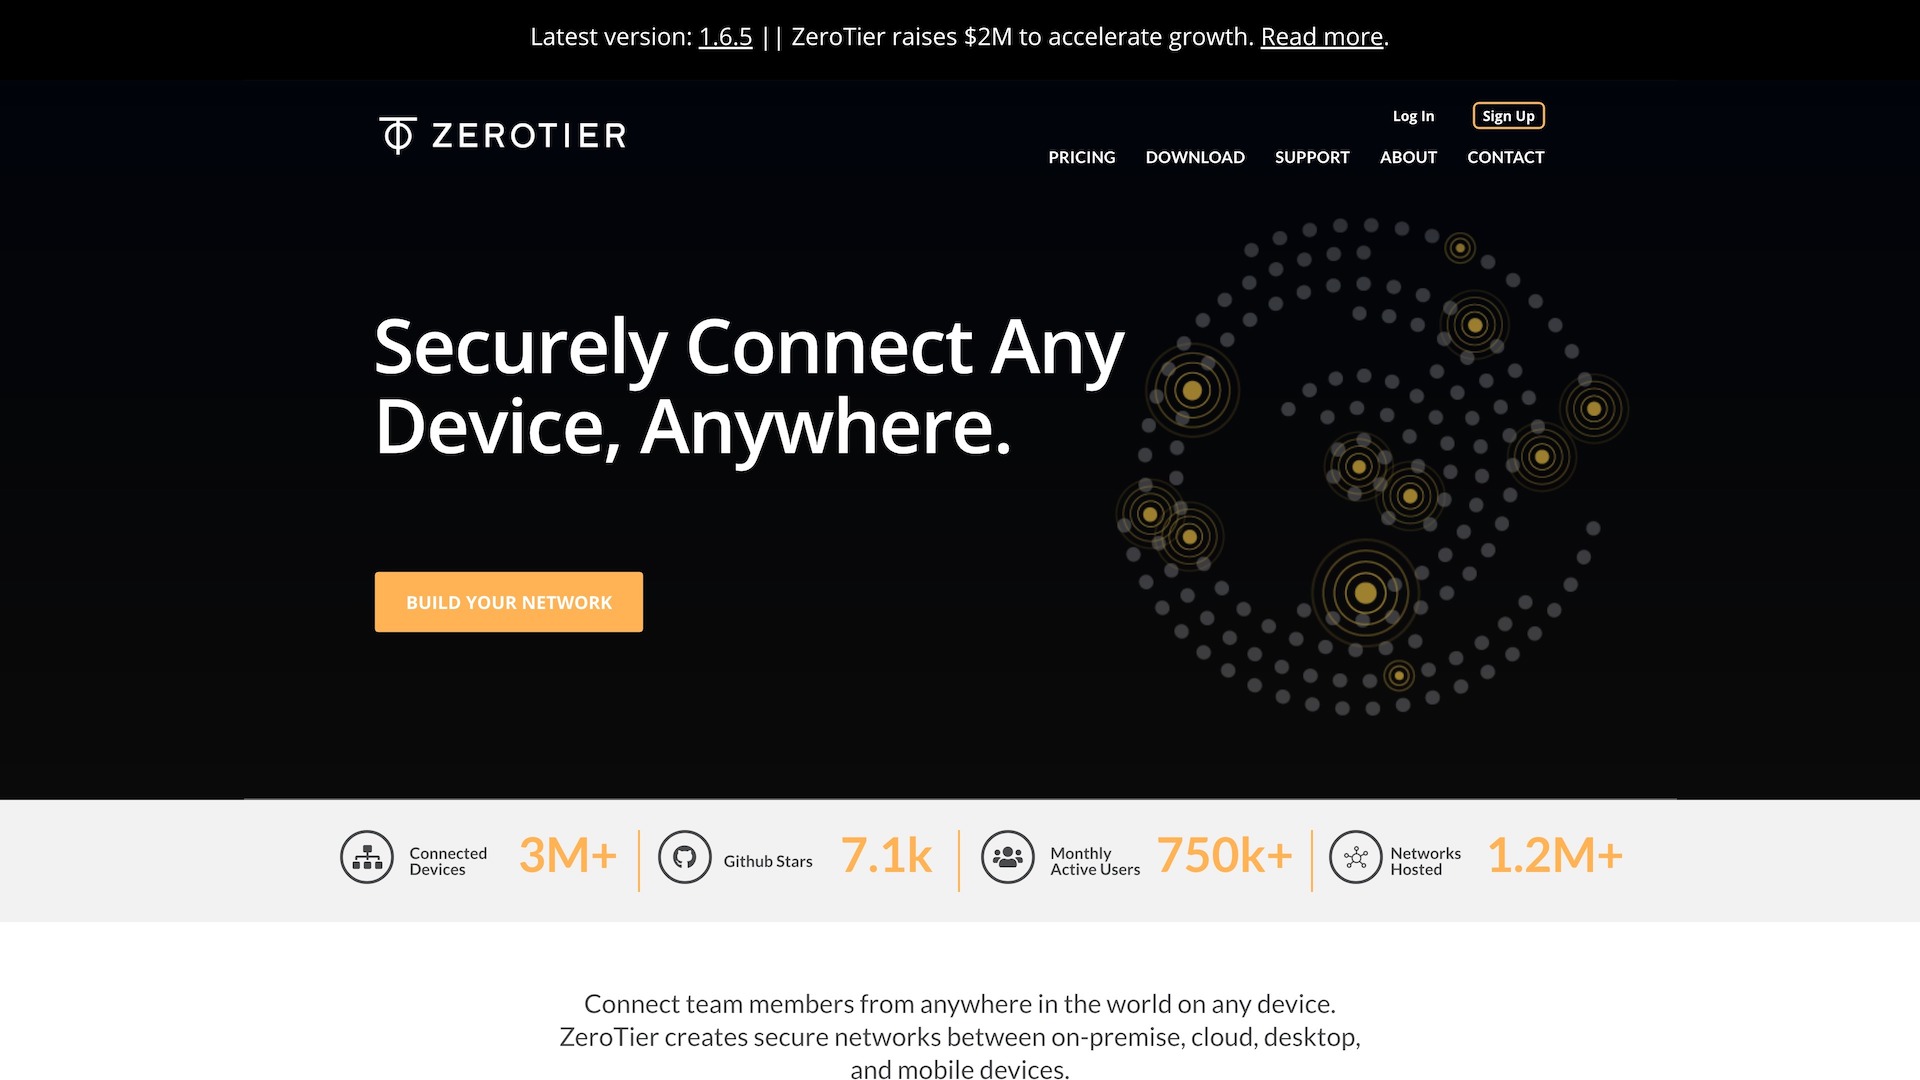 Latest version: 1.6.5 || ZeroTier raises $2M to accelerate growth. Read more.
ZEROTIER
Log In
Sign Up
PRICING
DOWNLOAD
SUPPORT
ABOUT
CONTACT
Securely Connect Any
Device, Anywhere.
BUILD YOUR NETWORK
Connected
Devices
3M+
Github Stars
7.1k
Monthly
Active Users
750k+
Networks
Hosted
1.2M+
Connect team members from anywhere in the world on any device.
ZeroTier creates secure networks between on-premise, cloud, desktop,
and mobile devices.